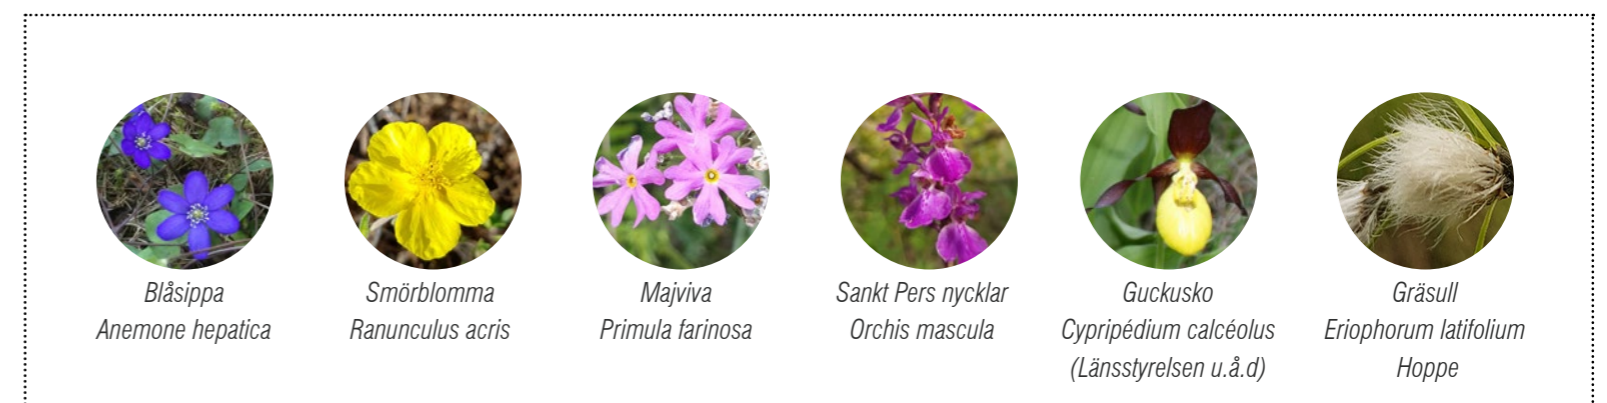 Blåsippa
Anemone hepatica
Smörblomma
Ranunculus acris
Majviva
Primula farinosa
Sankt Pers nycklar
Orchis mascula
Guckusko
Cypripédium calcéolus
(Länsstyrelsen u.å.d)
Gräsull
Eriophorum latifolium
Hoppe